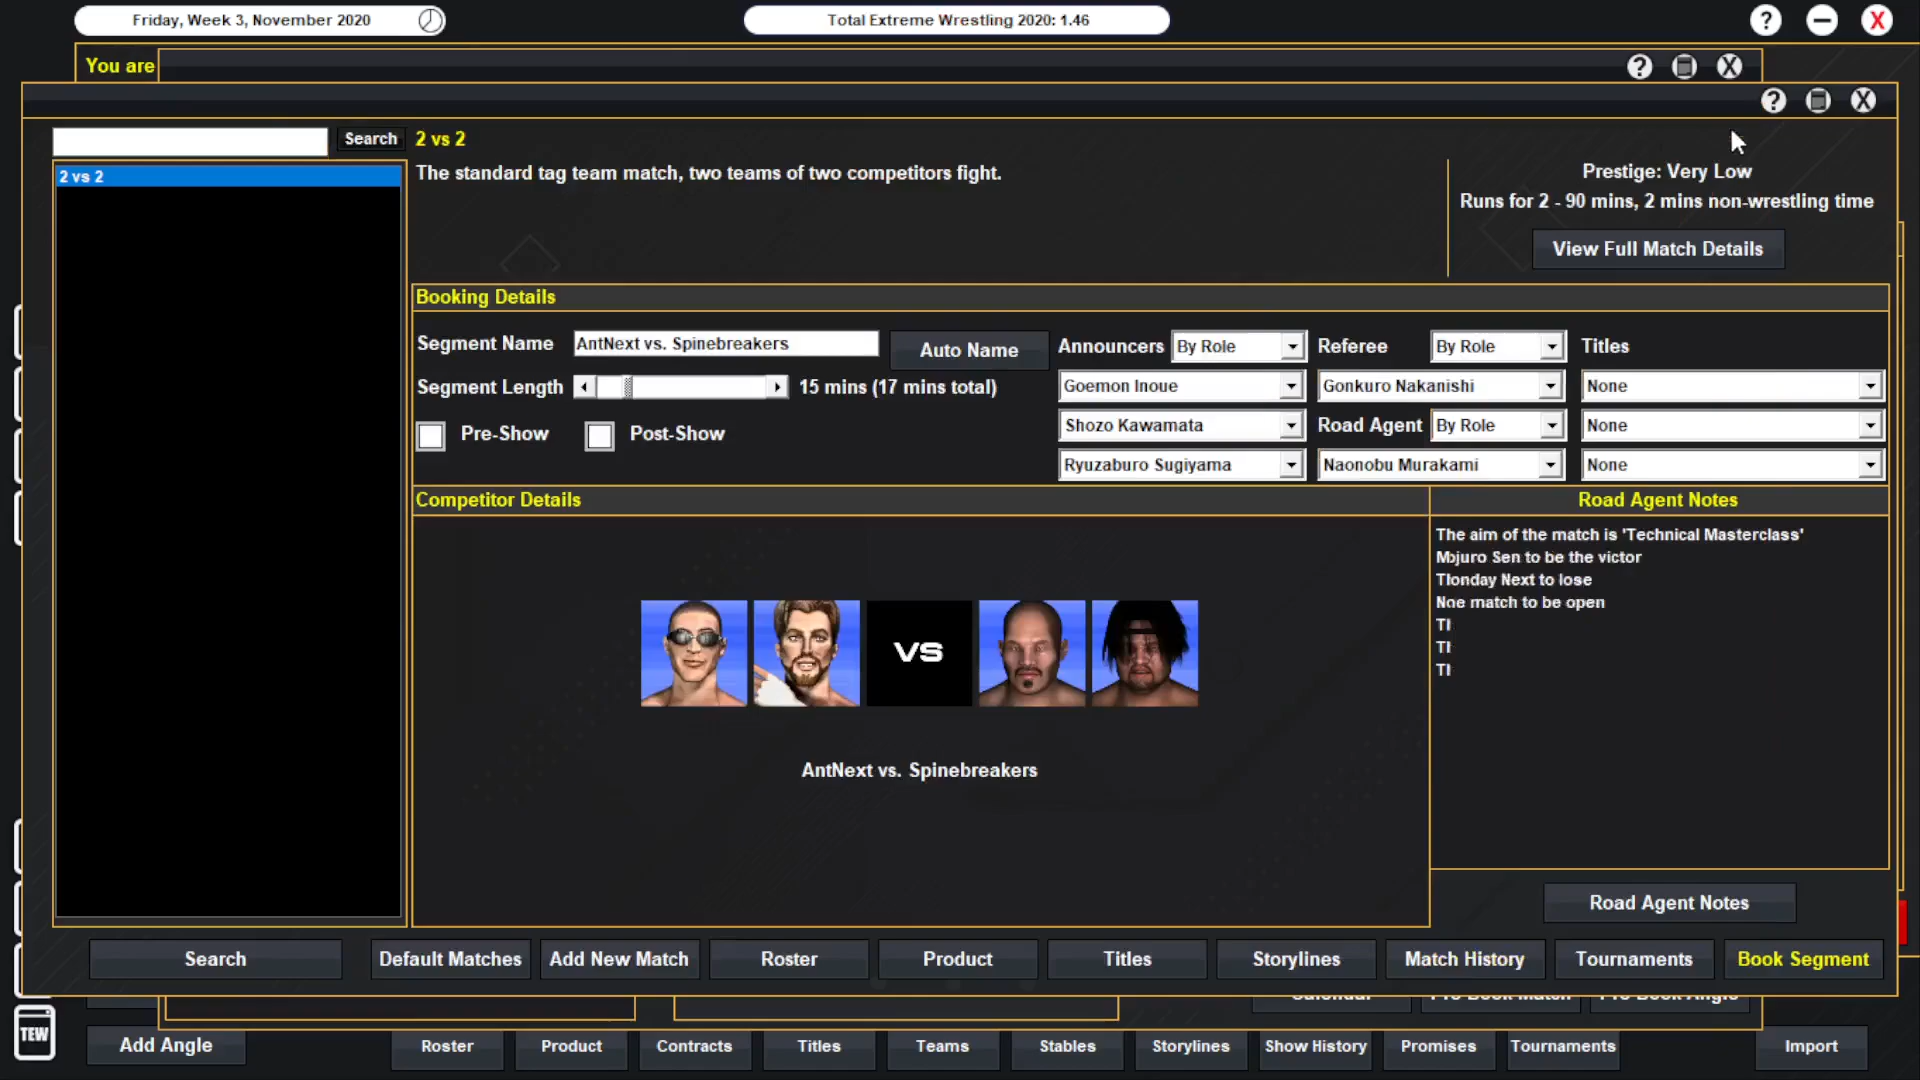 Friday, Week 3, November 2020
Total Extreme Wrestling 2020: 1.46
? X
You are
? X
? X
Search
2 vs 2
2 vs 2
The standard tag team match, two teams of two competitors fight.
Prestige: Very Low
Runs for 2 - 90 mins, 2 mins non-wrestling time
View Full Match Details
Booking Details
Segment Name
AntNext vs. Spinebreakers
Auto Name
Announcers
By Role
Referee
By Role
Titles
Segment Length
15 mins (17 mins total)
Goemon Inoue
Gonkuro Nakanishi
None
Pre-Show
Post-Show
Shozo Kawamata
Road Agent
By Role
None
Ryuzaburo Sugiyama
Naonobu Murakami
None
Competitor Details
Road Agent Notes
The aim of the match is 'Technical Masterclass'
Sen to be the victor
Next to lose
match to be open
VS
AntNext vs. Spinebreakers
Road Agent Notes
Search
Default Matches
Add New Match
Roster
Product
Titles
Storylines
Match History
Tournaments
Book Segment
TEW
Add Angle
Roster
Product
Contracts
Titles
Teams
Stables
Storylines
Show History
Promises
Tournaments
Import